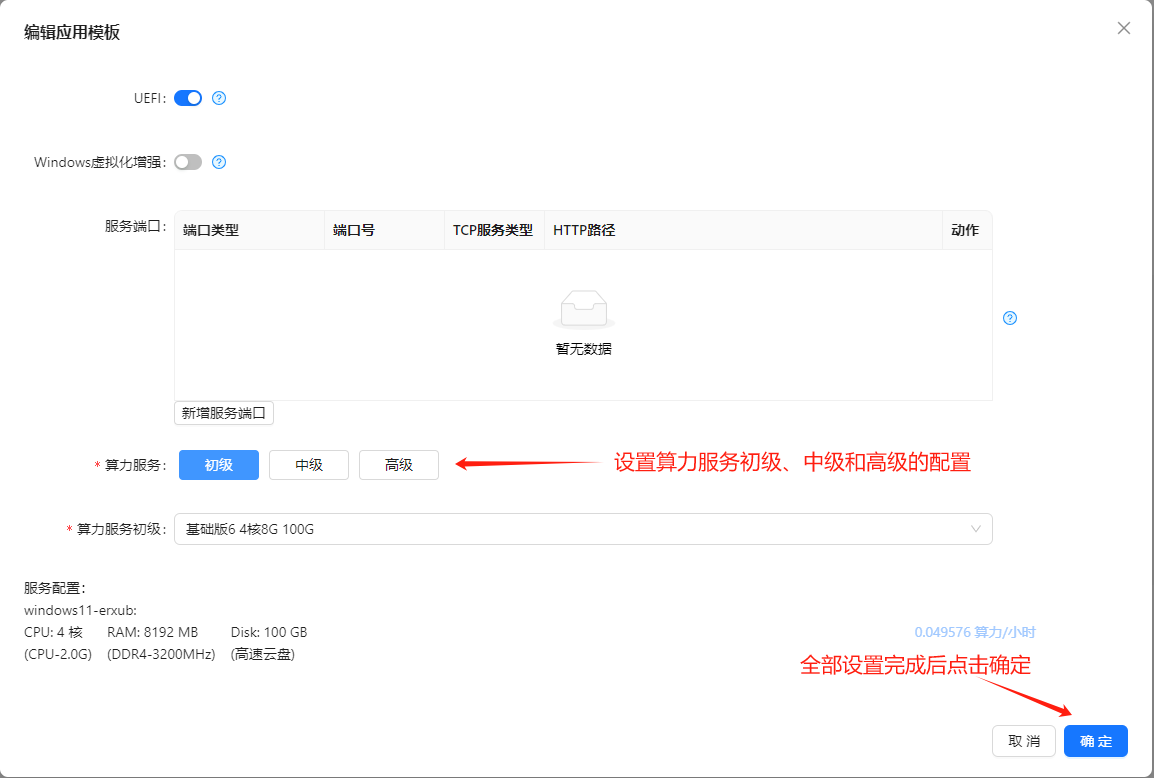 编辑应用模板
UEFI:
Windows虚拟化增强:
服务端口:
端口类型 端口号 TCP服务类型 HTTP路径 动作
暂无数据
新增服务端口
* 算力服务: 初级 中级 高级 设置算力服务初级、中级和高级的配置
* 算力服务初级: 基础版6 4核8G 100G
服务配置:
windows11-erxub:
CPU: 4 核 RAM: 8192 MB Disk: 100 GB 0.049576 算力/小时
(CPU-2.0G) (DDR4-3200MHz) (高速云盘)
全部设置完成后点击确定
取 消 确 定